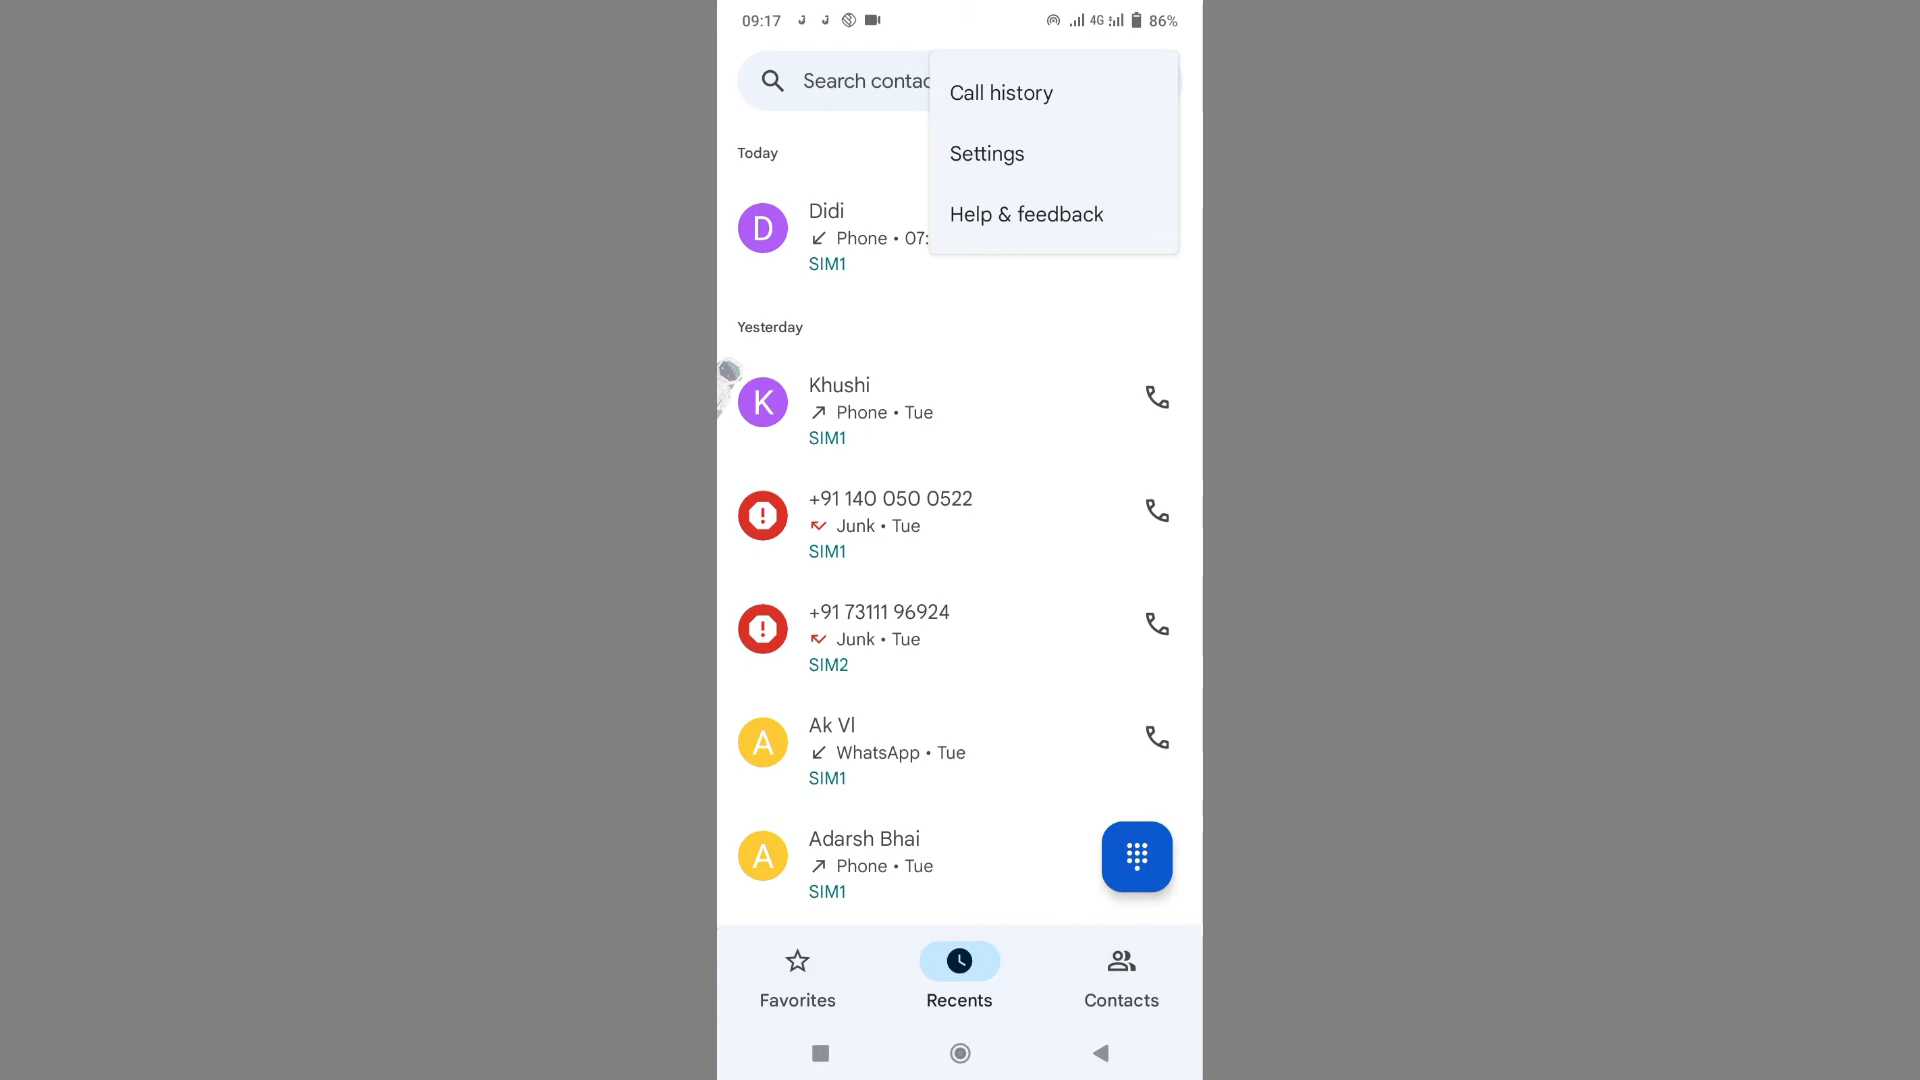 09:17
4G
86%
Search contac
Call history
Settings
Help & feedback
Today
D
Didi
Phone • 07:
SIM1
Yesterday
K
Khushi
Phone • Tue
SIM1
+91 140 050 0522
Junk • Tue
SIM1
+91 73111 96924
Junk • Tue
SIM2
A
Ak Vl
WhatsApp • Tue
SIM1
A
Adarsh Bhai
Phone • Tue
SIM1
Favorites
Recents
Contacts